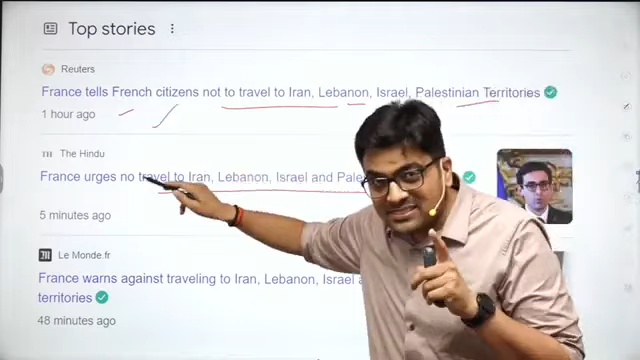 Top stories
Reuters
France tells French citizens not to travel to Iran, Lebanon, Israel, Palestinian Territories
1 hour ago
TH The Hindu
France urges no travel to Iran, Lebanon, Israel and
5 minutes ago
M Le Monde.fr
France warns against traveling to Iran, Lebanon, Israel
territories
48 minutes ago